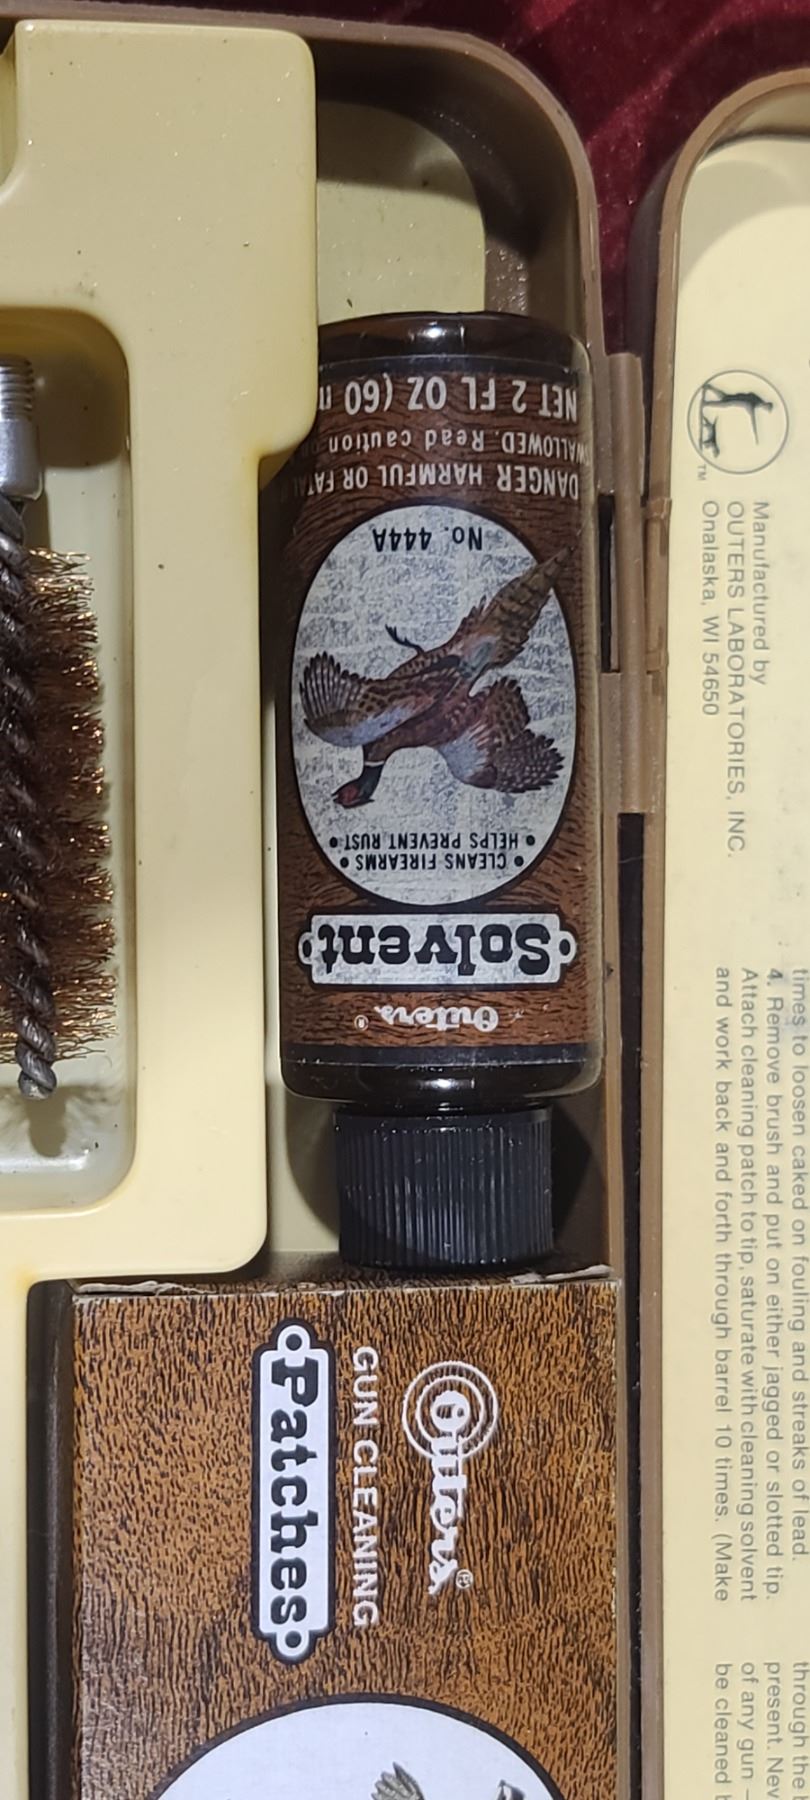 Outers®
Solvent
• CLEANS FIREARMS •
• HELPS PREVENT RUST •
No. 444A
DANGER HARMFUL OR FATAL
SWALLOWED. Read caution
NET 2 FL OZ (60
Outers®
GUN CLEANING
Patches
TM
Manufactured by
OUTERS LABORATORIES, INC.
Onalaska, WI 54650
times to loosen caked on fouling and streaks of lead.
4. Remove brush and put on either jagged or slotted tip.
Attach cleaning patch to tip, saturate with cleaning solvent
and work back and forth through barrel 10 times. (Make
through the
present.
of any gun –
be cleaned